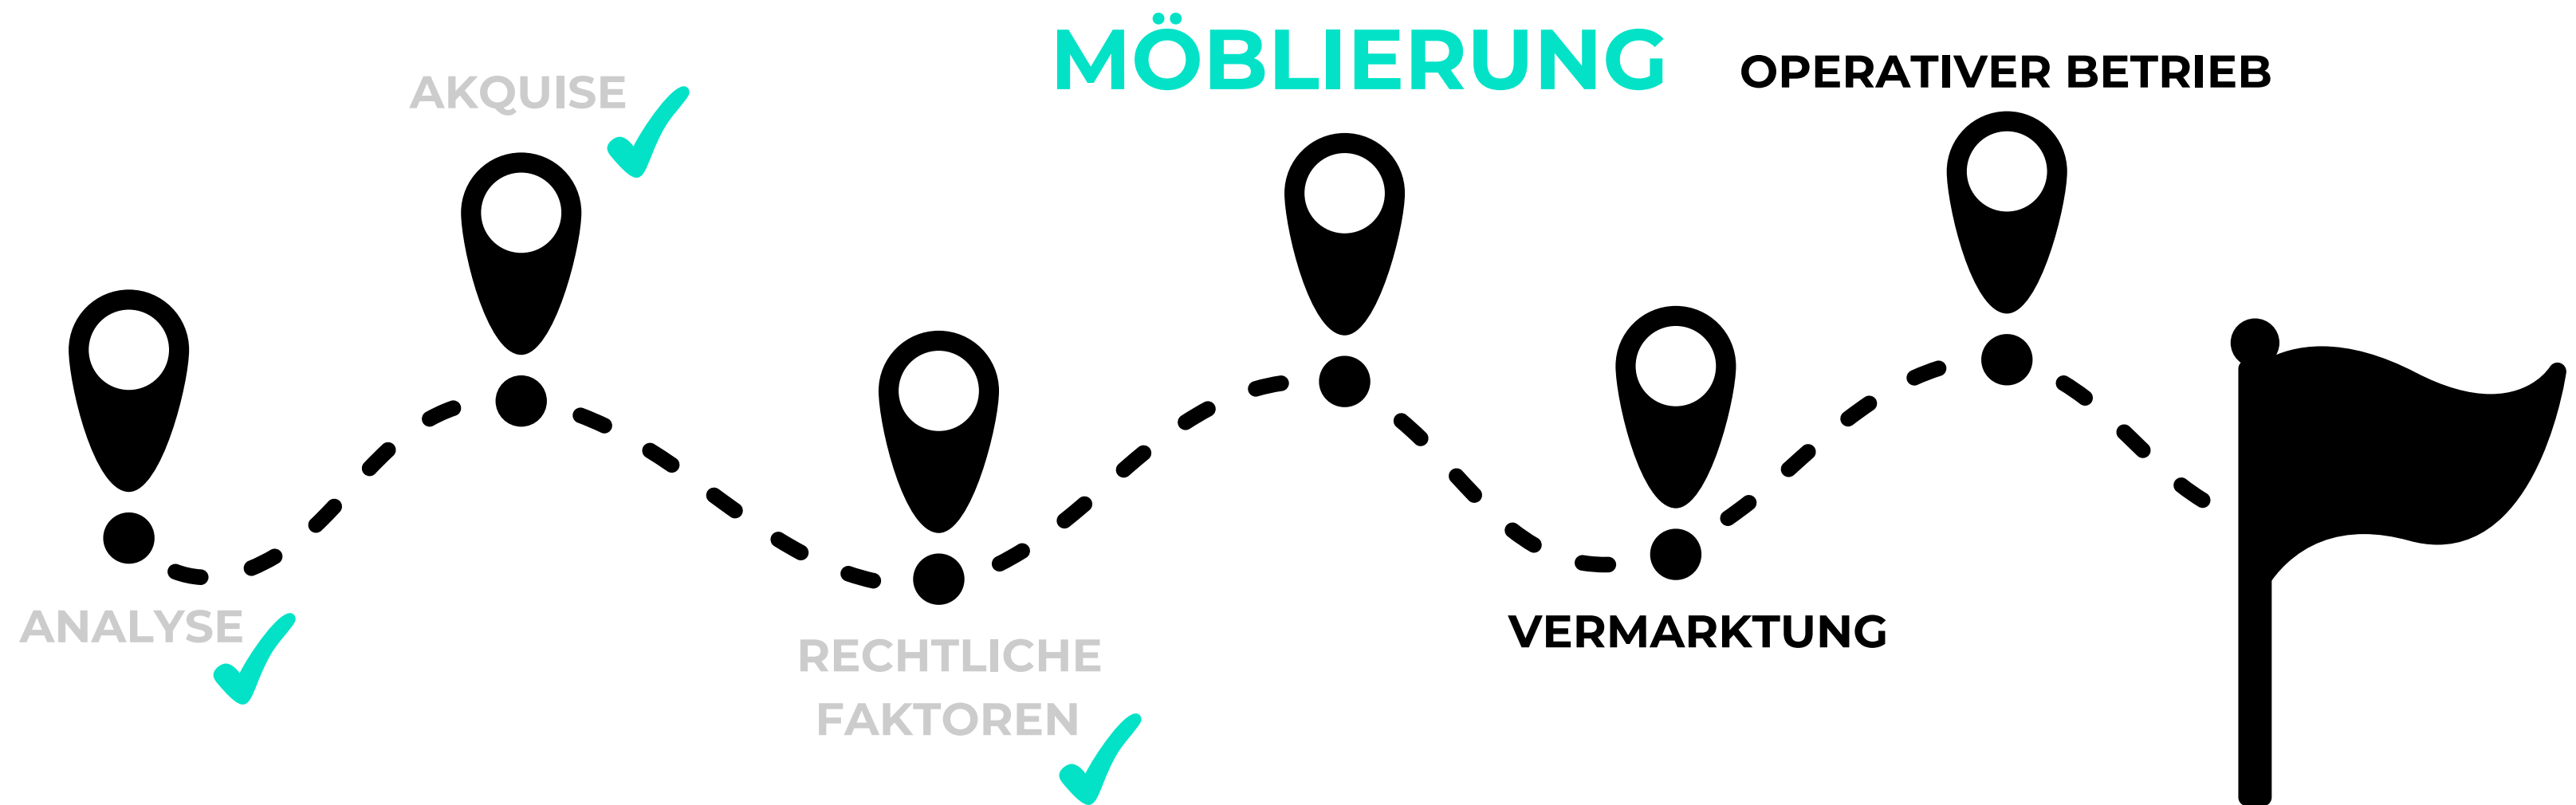 ANALYSE
AKQUISE
RECHTLICHE
FAKTOREN
MÖBLIERUNG
VERMARKTUNG
OPERATIVER BETRIEB